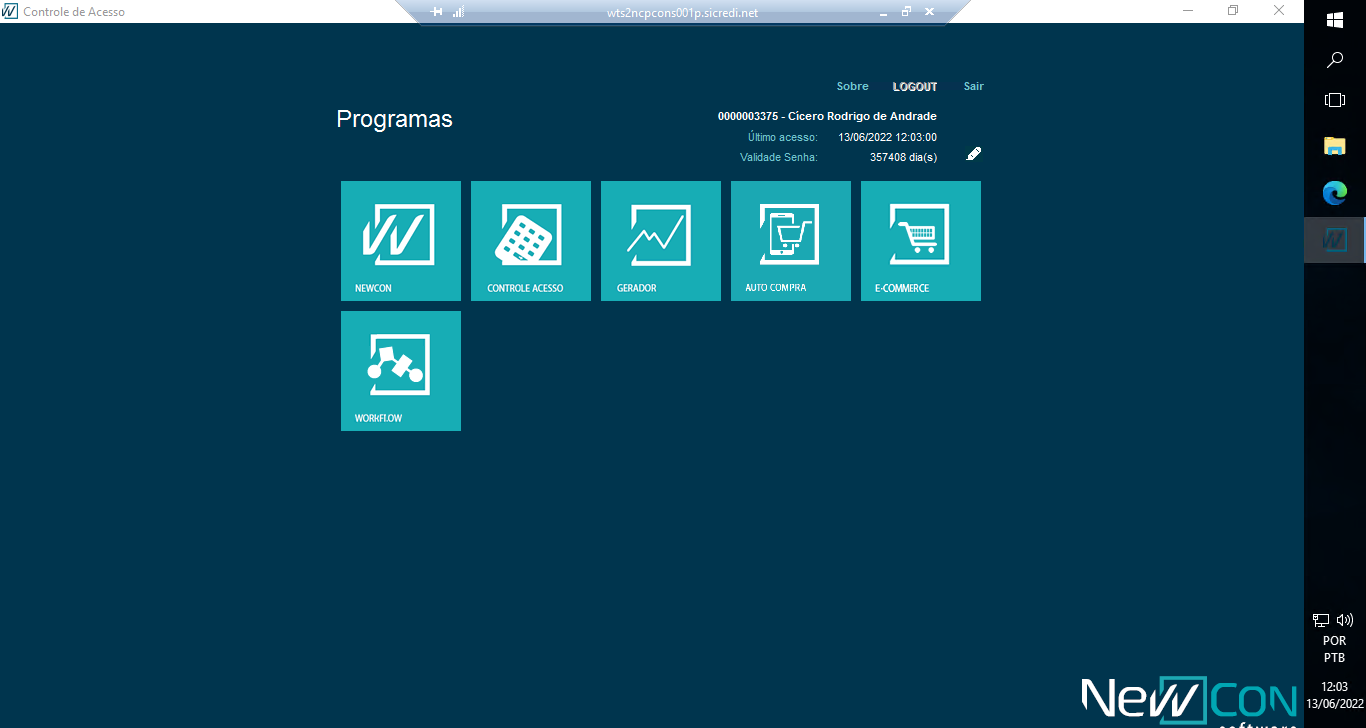 Controle de Acesso
wts2ncpcons001p.sicredi.net
Sobre LOGOUT Sair
Programas
0000003375 - Cícero Rodrigo de Andrade
Último acesso: 13/06/2022 12:03:00
Validade Senha: 357408 dia(s)
NEWCON CONTROLE ACESSO GERADOR AUTO COMPRA E-COMMERCE
WORKFLOW
POR
PTB
12:03
13/06/2022
NewCon
software